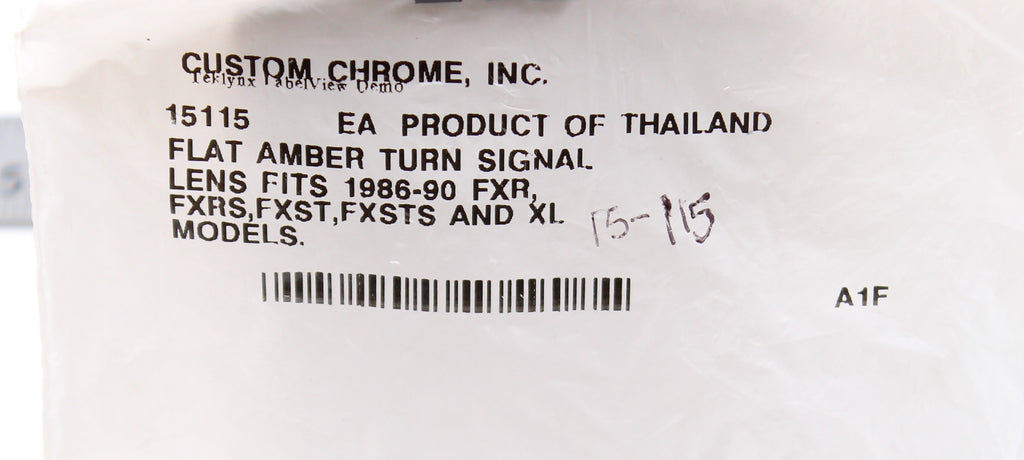 CUSTOM CHROME, INC.
Teklynx LabelView Demo
15115 EA PRODUCT OF THAILAND
FLAT AMBER TURN SIGNAL
LENS FITS 1986-90 FXR,
FXRS,FXST,FXSTS AND XL
MODELS.
15-115
A1F